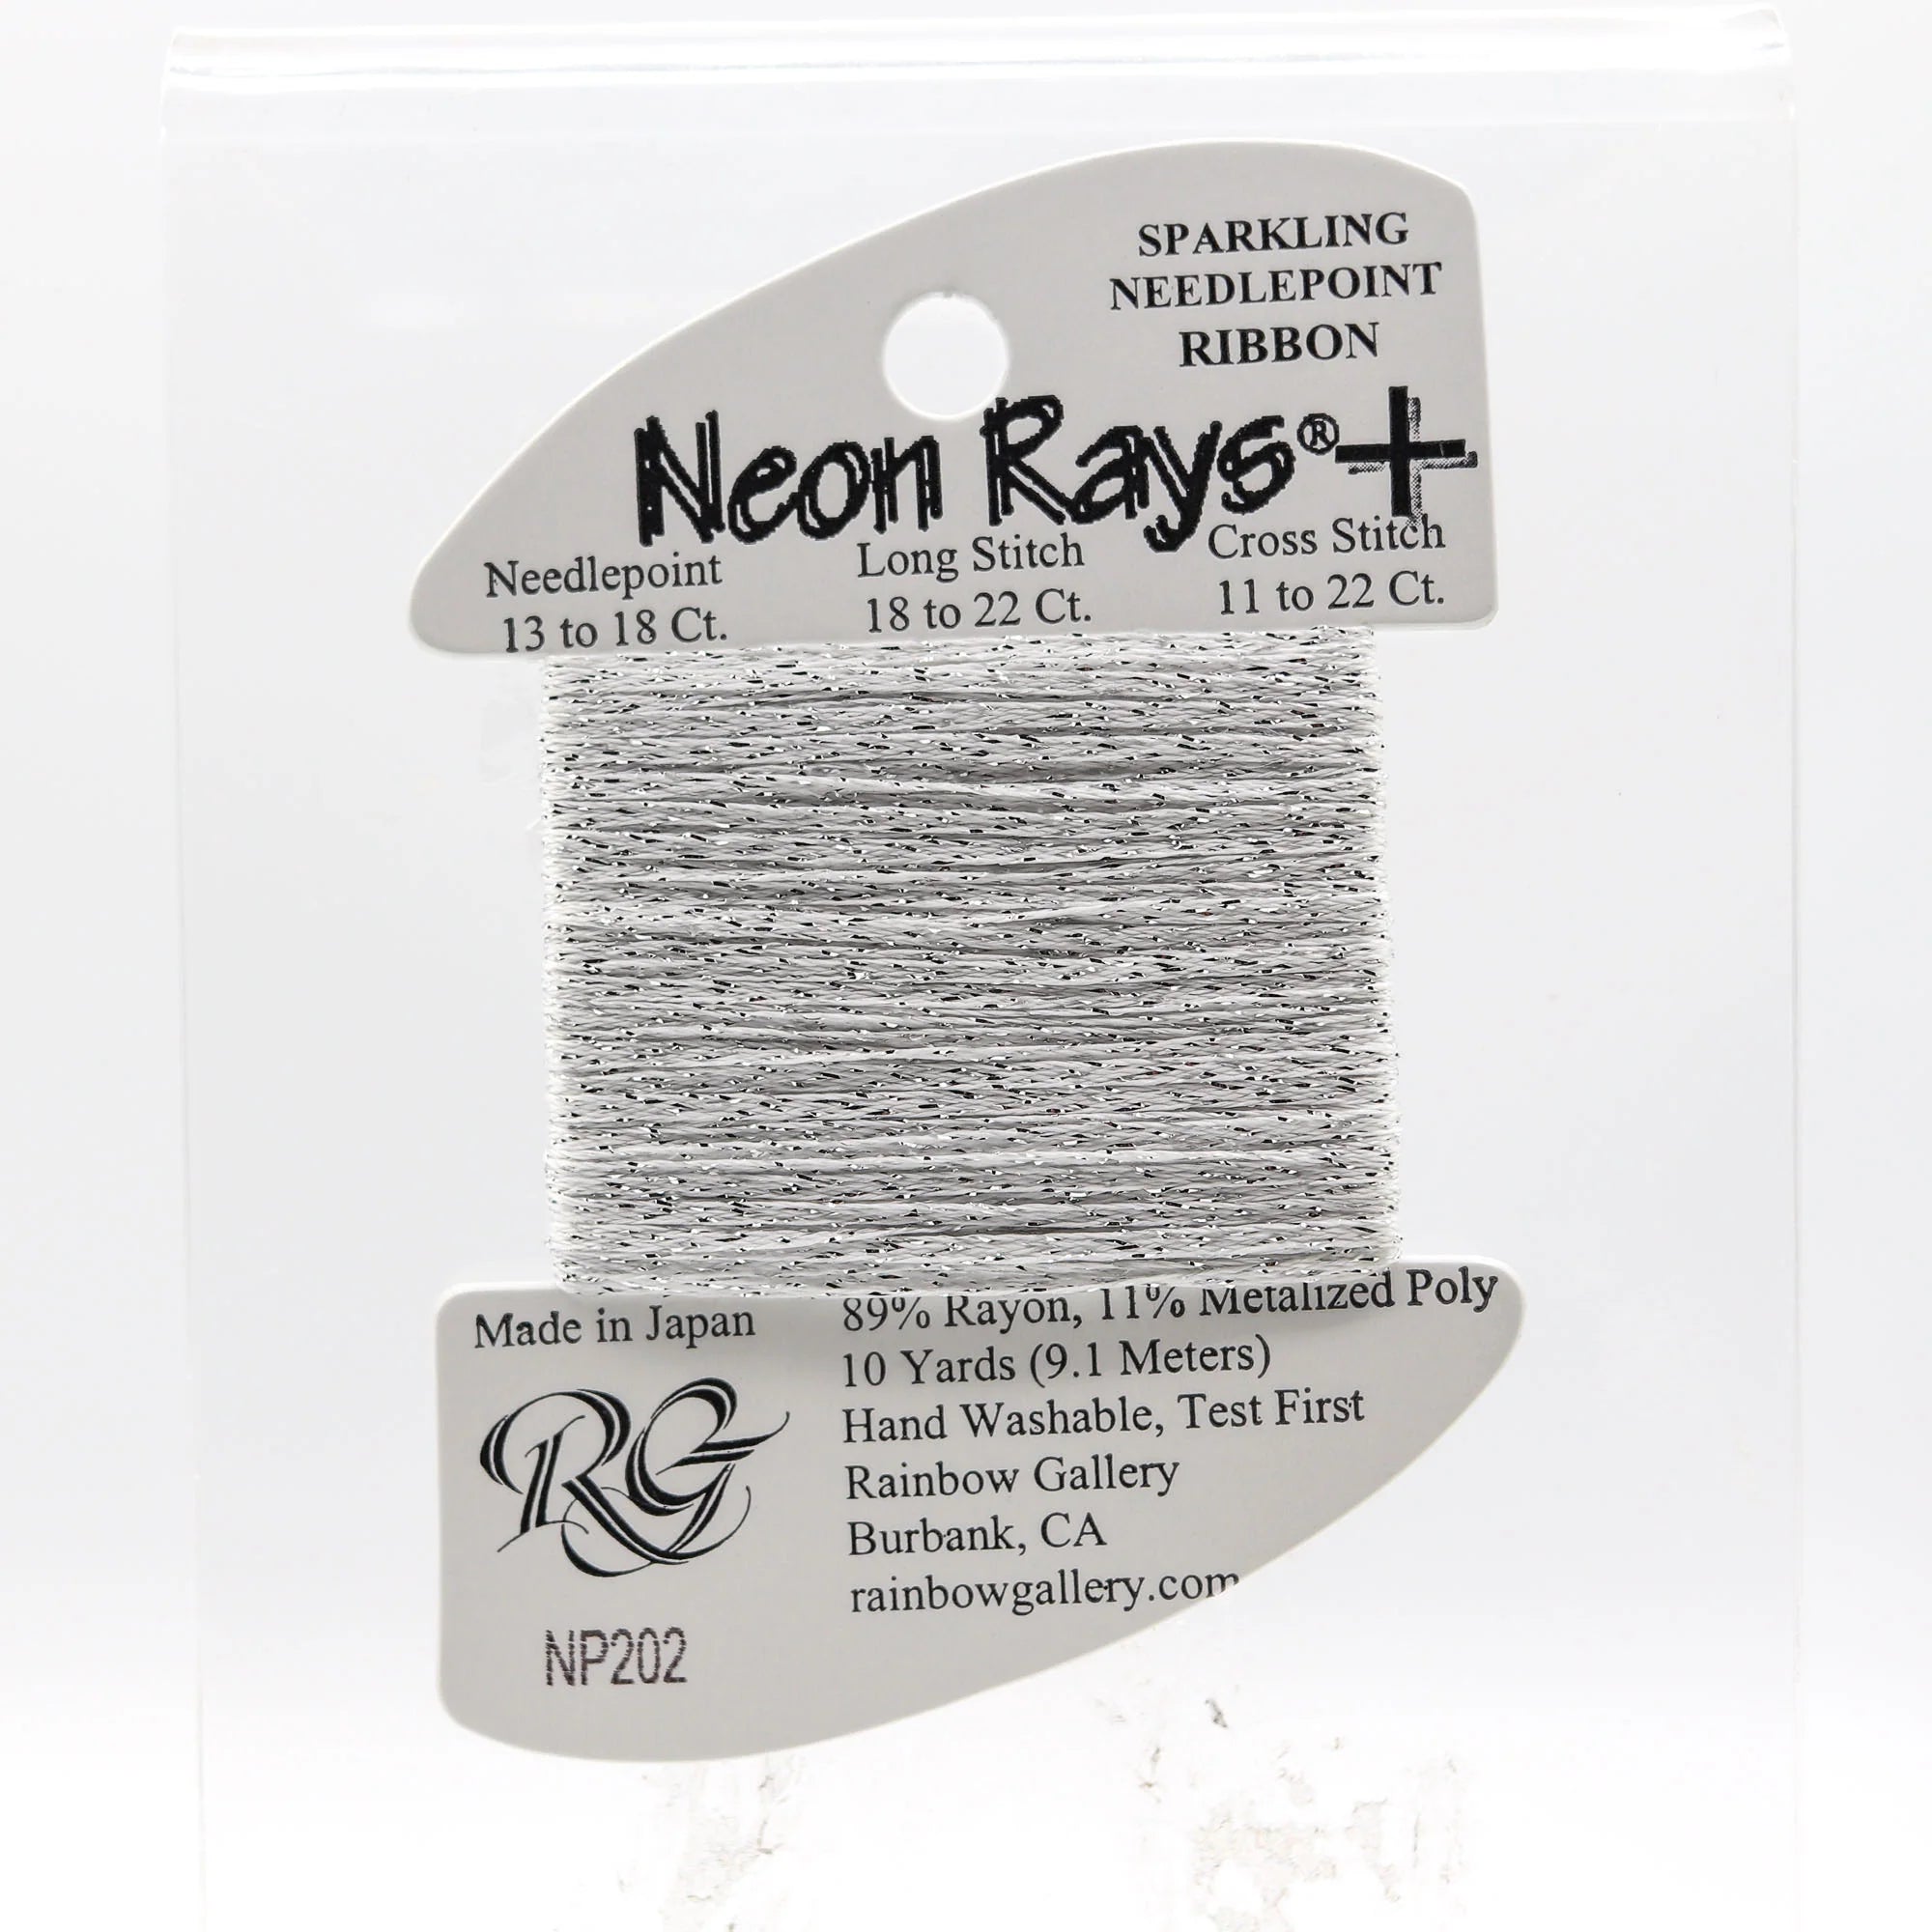 SPARKLING
NEEDLEPOINT
RIBBON
Neon Rays®+
Needlepoint
13 to 18 Ct.
Long Stitch
18 to 22 Ct.
Cross Stitch
11 to 22 Ct.
Made in Japan
89% Rayon, 11% Metalized Poly
10 Yards (9.1 Meters)
Hand Washable, Test First
Rainbow Gallery
Burbank, CA
rainbowgallery.com
RG
NP202